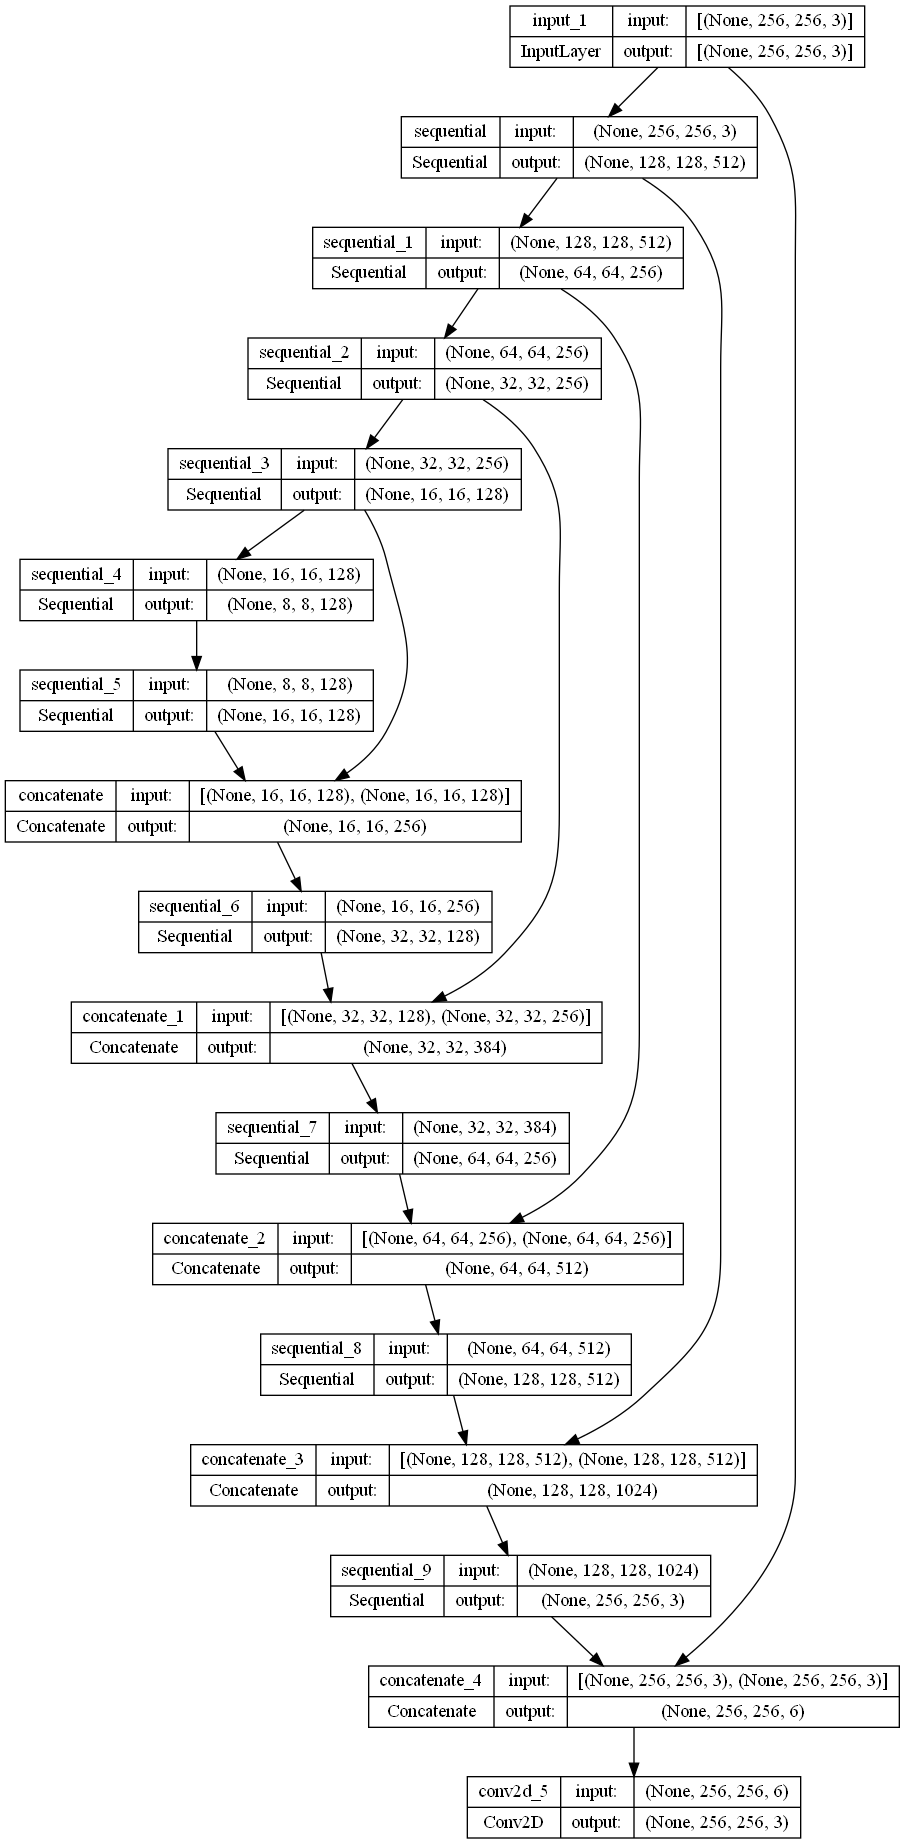 input_1 input: [(None, 256, 256, 3)]
InputLayer output: [(None, 256, 256, 3)]
sequential input: (None, 256, 256, 3)
Sequential output: (None, 128, 128, 512)
sequential_1 input: (None, 128, 128, 512)
Sequential output: (None, 64, 64, 256)
sequential_2 input: (None, 64, 64, 256)
Sequential output: (None, 32, 32, 256)
sequential_3 input: (None, 32, 32, 256)
Sequential output: (None, 16, 16, 128)
sequential_4 input: (None, 16, 16, 128)
Sequential output: (None, 8, 8, 128)
sequential_5 input: (None, 8, 8, 128)
Sequential output: (None, 16, 16, 128)
concatenate input: [(None, 16, 16, 128), (None, 16, 16, 128)]
Concatenate output: (None, 16, 16, 256)
sequential_6 input: (None, 16, 16, 256)
Sequential output: (None, 32, 32, 128)
concatenate_1 input: [(None, 32, 32, 128), (None, 32, 32, 256)]
Concatenate output: (None, 32, 32, 384)
sequential_7 input: (None, 32, 32, 384)
Sequential output: (None, 64, 64, 256)
concatenate_2 input: [(None, 64, 64, 256), (None, 64, 64, 256)]
Concatenate output: (None, 64, 64, 512)
sequential_8 input: (None, 64, 64, 512)
Sequential output: (None, 128, 128, 512)
concatenate_3 input: [(None, 128, 128, 512), (None, 128, 128, 512)]
Concatenate output: (None, 128, 128, 1024)
sequential_9 input: (None, 128, 128, 1024)
Sequential output: (None, 256, 256, 3)
concatenate_4 input: [(None, 256, 256, 3), (None, 256, 256, 3)]
Concatenate output: (None, 256, 256, 6)
conv2d_5 input: (None, 256, 256, 6)
Conv2D output: (None, 256, 256, 3)